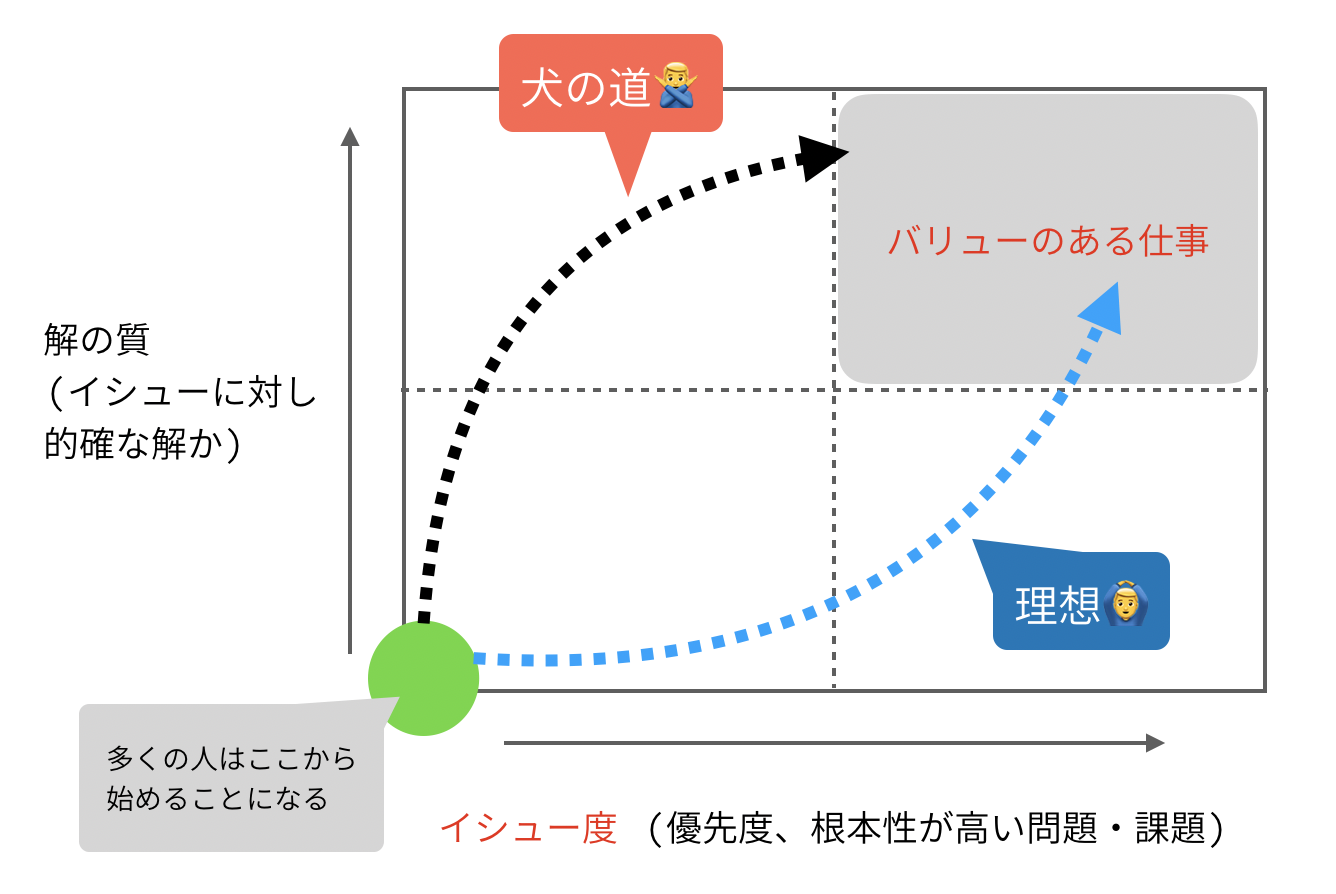 犬の道🙅‍♂️
バリューのある仕事
解の質
（イシューに対し
的確な解か）
理想🙆‍♂️
多くの人はここから
始めることになる
イシュー度（優先度、根本性が高い問題・課題）